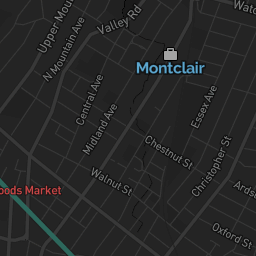 Upper Mou
Valley Rd
Wat
N Mountain Ave
Montclair
Central Ave
Midland Ave
Essex Ave
Chestnut St
Christopher St
Walnut St
oods Market
Ards
Oxford St